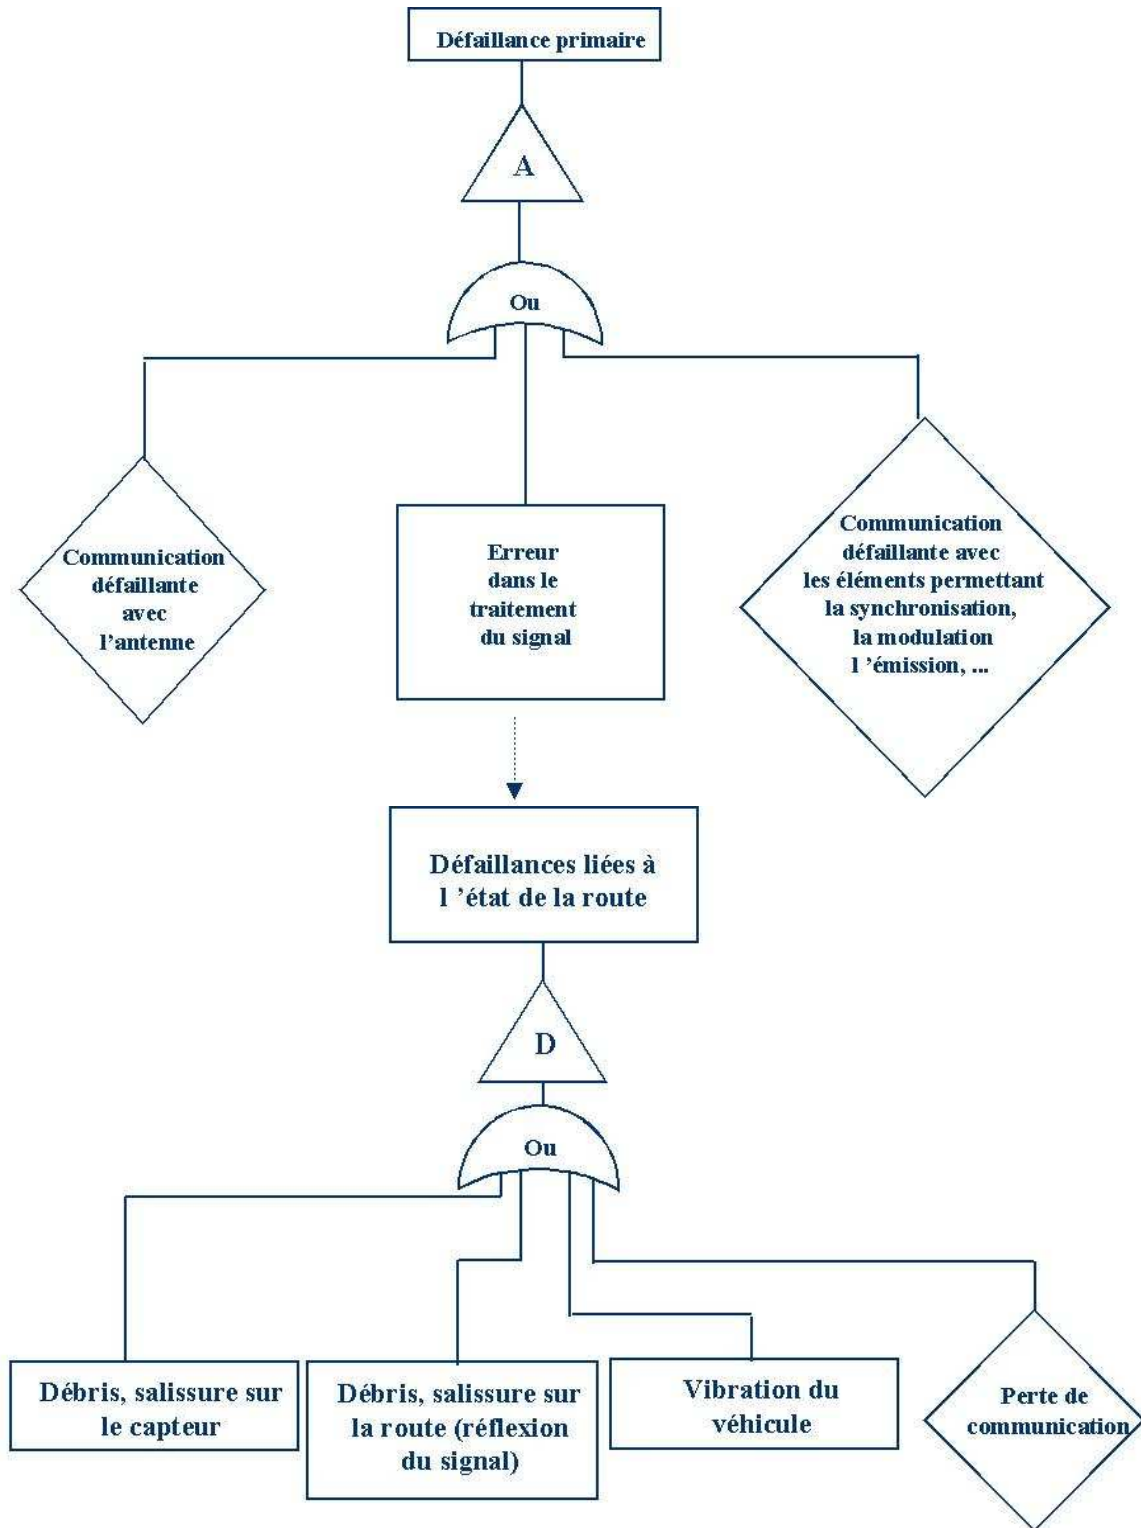 Défaillance primaire
A
Ou
Communication
défaillante
avec
l'antenne
Erreur
dans le
traitement
du signal
Communication
défaillante avec
les éléments permettant
la synchronisation,
la modulation
l 'émission, ...
Défaillances liées à
l 'état de la route
D
Ou
Débris, salissure sur
le capteur
Débris, salissure sur
la route (réflexion
du signal)
Vibration du
véhicule
Perte de
communication